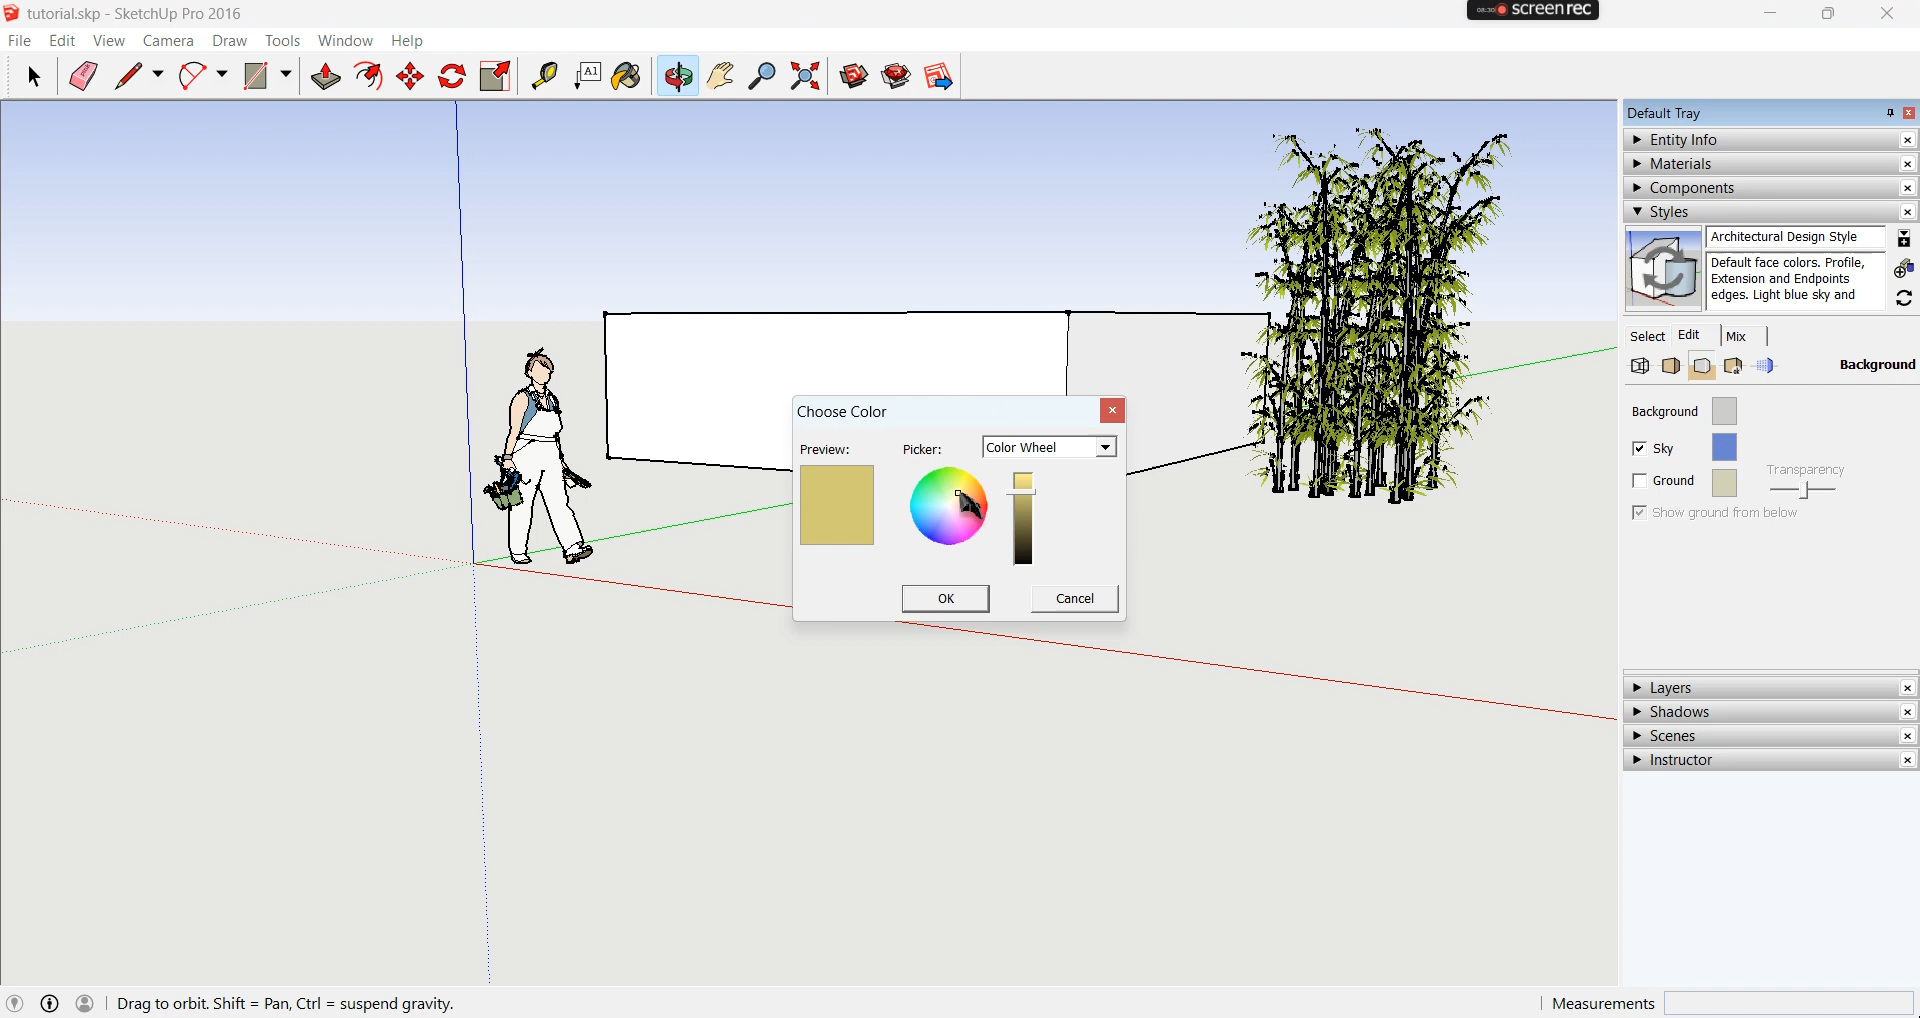 tutorial.skp - SketchUp Pro 2016
08:30 screenrec
File Edit View Camera Draw Tools Window Help
A1
Default Tray
Entity Info
Materials
Components
Styles
Architectural Design Style
Default face colors. Profile,
Extension and Endpoints
edges. Light blue sky and
Select Edit Mix
Background
Background
Sky
Transparency
Ground
Show ground from below
Choose Color
Preview: Picker: Color Wheel
OK Cancel
Layers
Shadows
Scenes
Instructor
Drag to orbit. Shift = Pan, Ctrl = suspend gravity.
Measurements